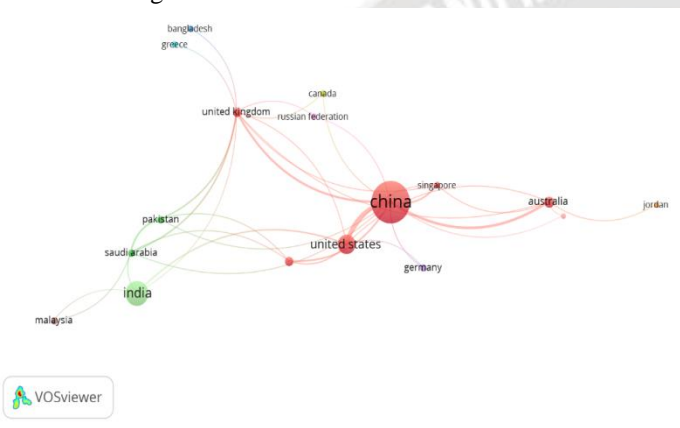 bangladesh
greece
canada
united kingdom
russian federation
singapore
china
australia
jordan
pakistan
united states
saudi arabia
germany
india
malaysia
VOSviewer